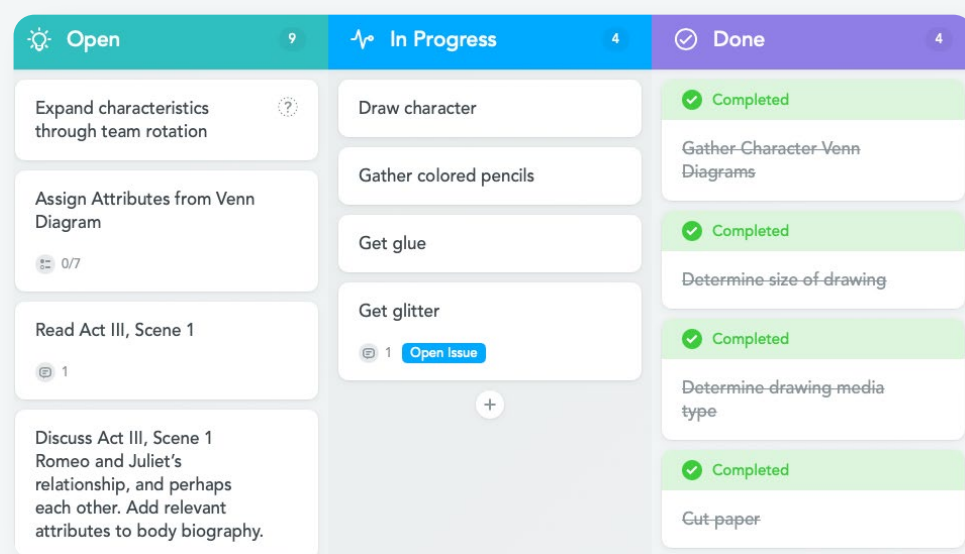 Open 9
Expand characteristics
through team rotation
?
Assign Attributes from Venn
Diagram
0/7
Read Act III, Scene 1
1
Discuss Act III, Scene 1
Romeo and Juliet's
relationship, and perhaps
each other. Add relevant
attributes to body biography.
In Progress 4
Draw character
Gather colored pencils
Get glue
Get glitter
1 Open Issue
+
Done 4
Completed
Gather Character Venn
Diagrams
Completed
Determine size of drawing
Completed
Determine drawing media
type
Completed
Cut paper